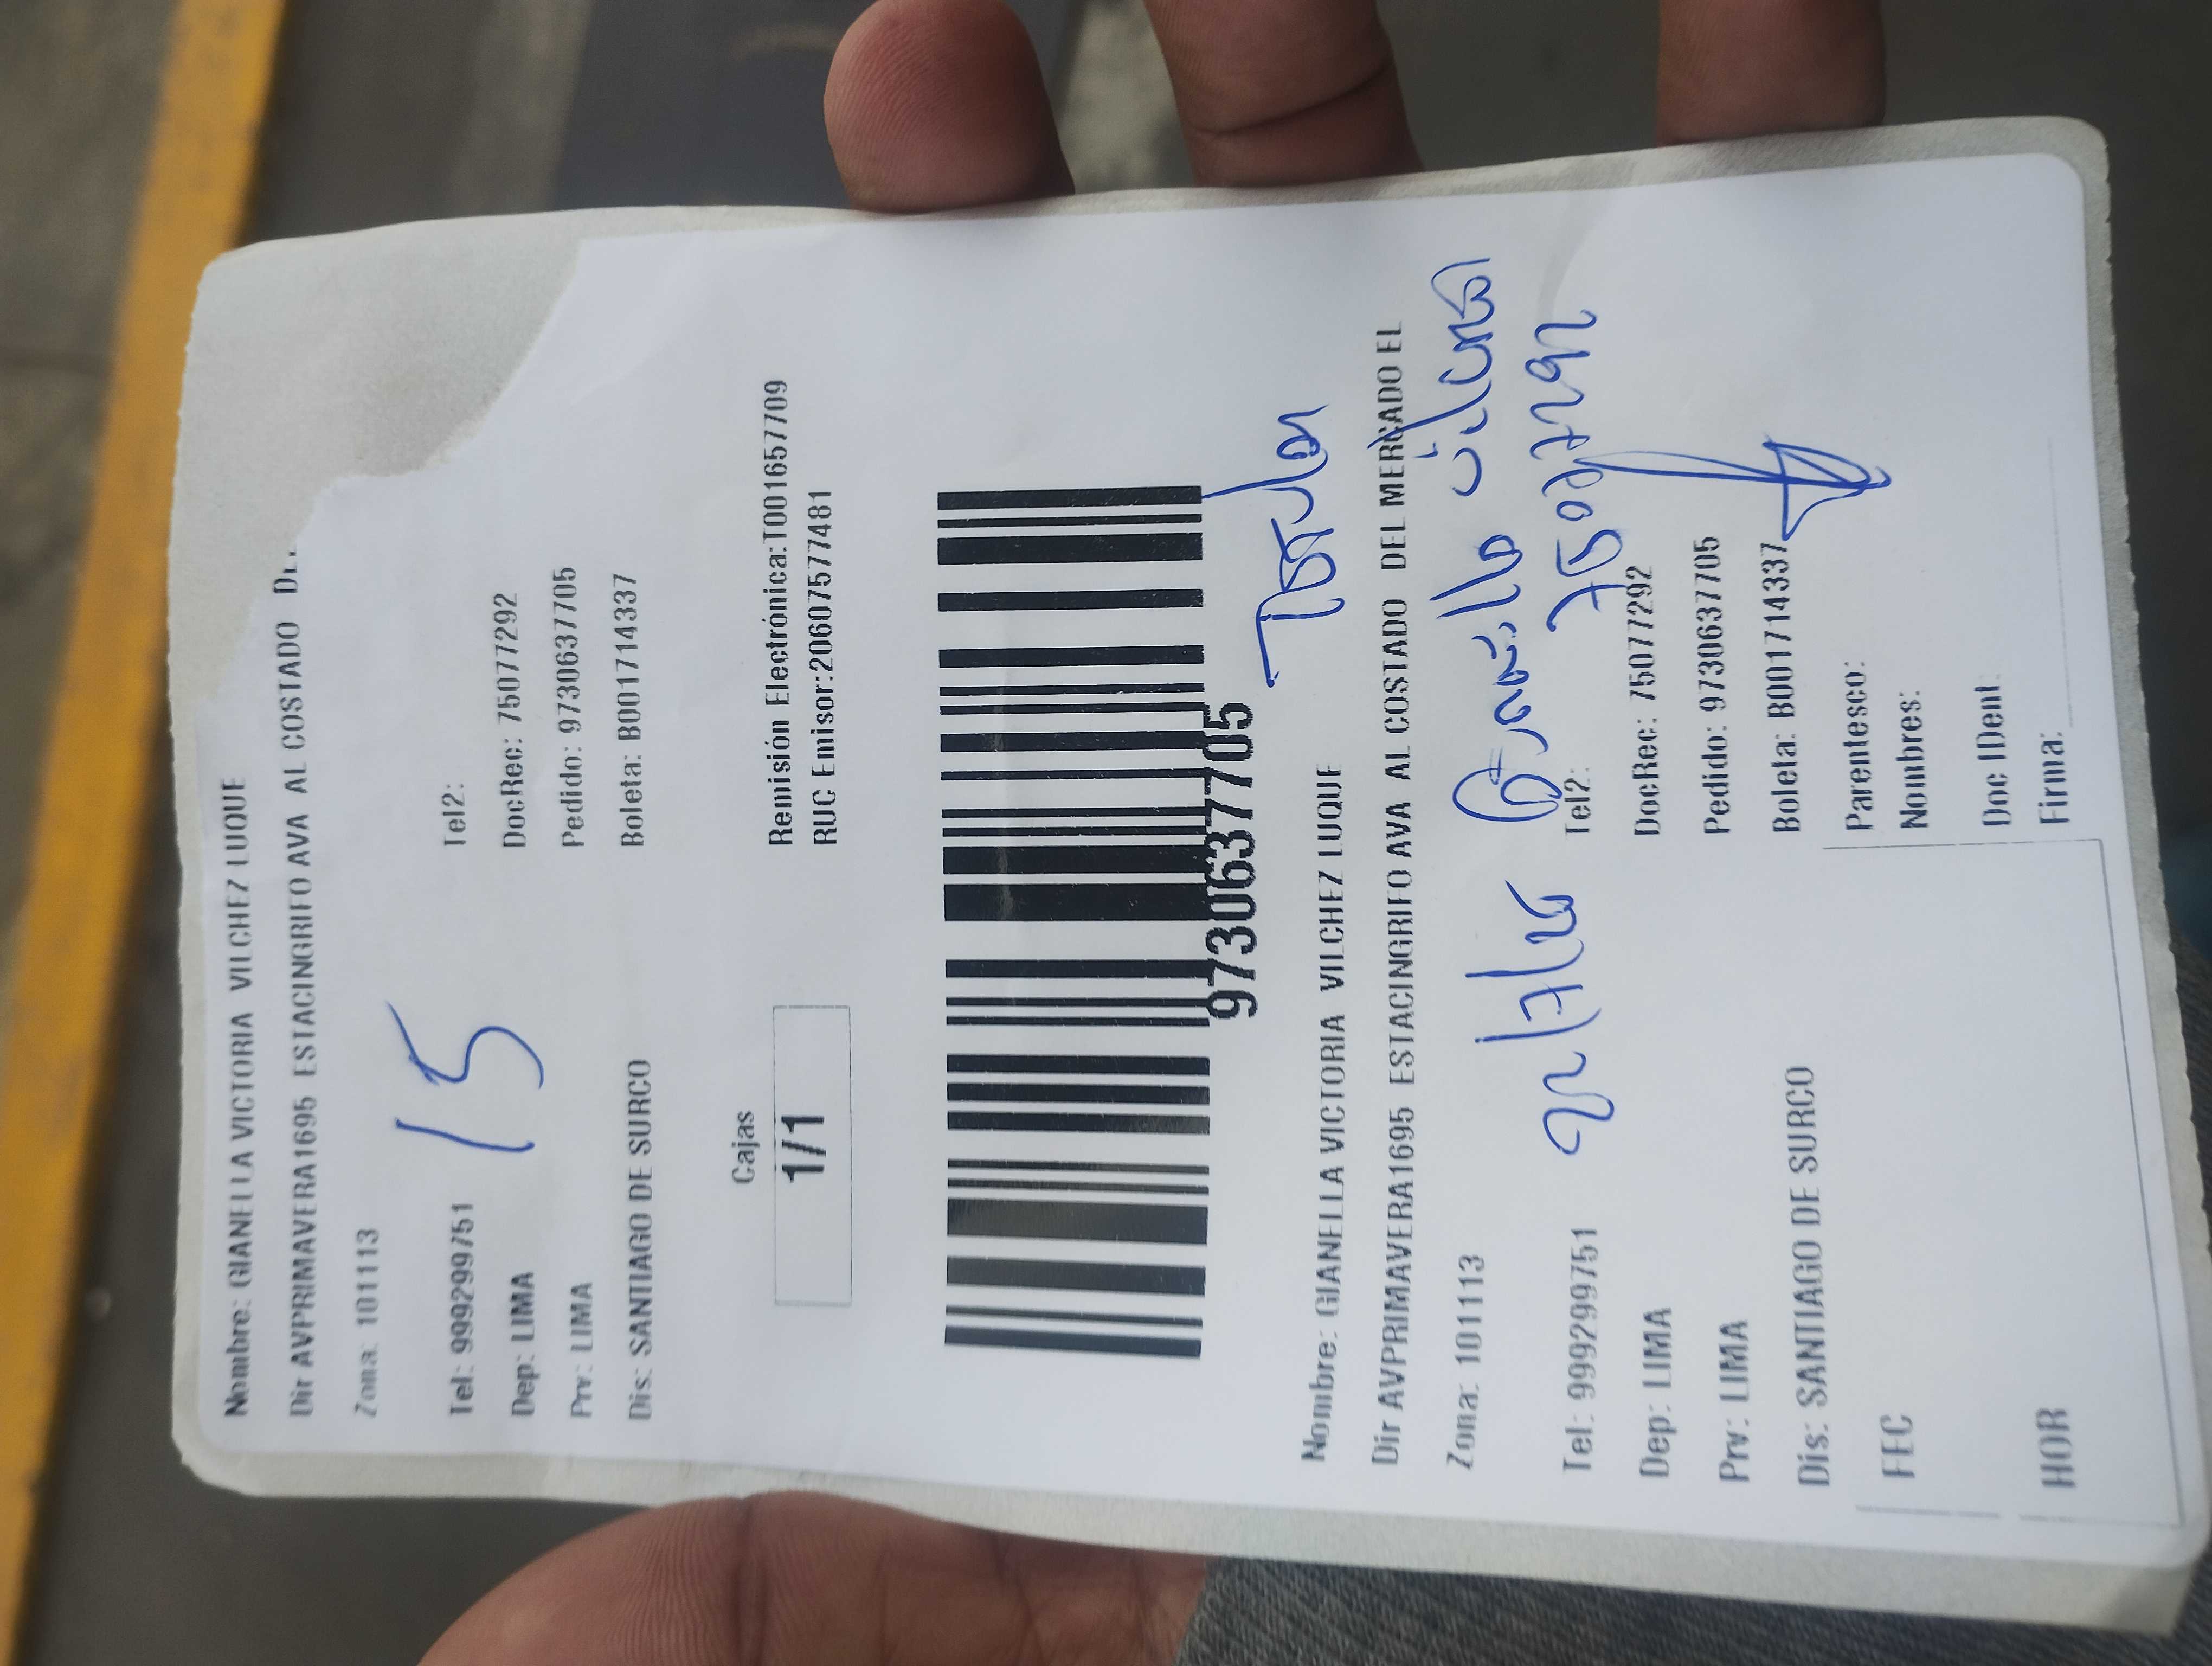 Nombre: GIANELLA VICTORIA VILCHEZ LUQUE
Dir AVPRIMAVERA1695 ESTACINGRIFO AVA AL COSTADO
Zona: 101113
15
Tel: 999299751 Tel2:
DocRec: 75077292
Dep: LIMA
Pedido: 9730637705
Prv: LIMA
Boleta: B001714337
Dis: SANTIAGO DE SURCO
Cajas
1/1
Remisión Electrónica:T001657709
RUC Emisor:20607577481
9730637705
Nombre: GIANELLA VICTORIA VILCHEZ LUQUE
Dir AVPRIMAVERA1695 ESTACINGRIFO AVA AL COSTADO DEL MERCADO EL
Zona: 101113
Tel: 999299751 Tel2:
Dep: LIMA DocRec: 75077292
Prv: LIMA Pedido: 9730637705
Dis: SANTIAGO DE SURCO Boleta: B001714337
Parentesco:
FEC
Nombres:
Doc IDent:
HOR Firma: